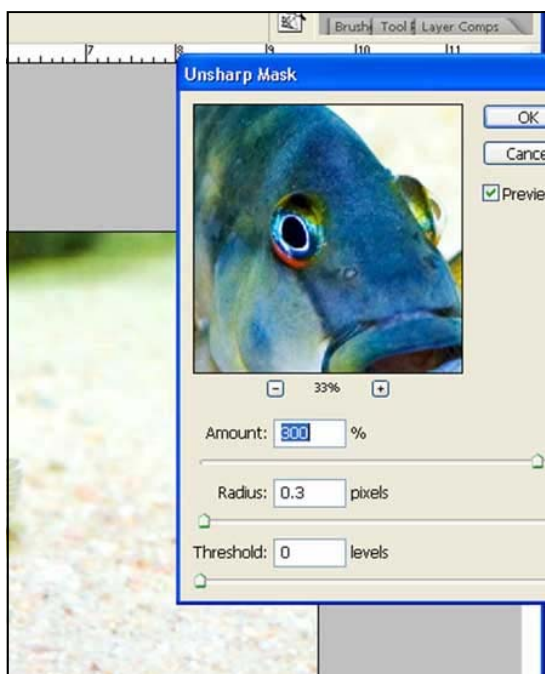 Brush Tool Layer Comps
7 8 9 10 11
Unsharp Mask
OK
Cance
Previe
33%
Amount: 300 %
Radius: 0.3 pixels
Threshold: 0 levels